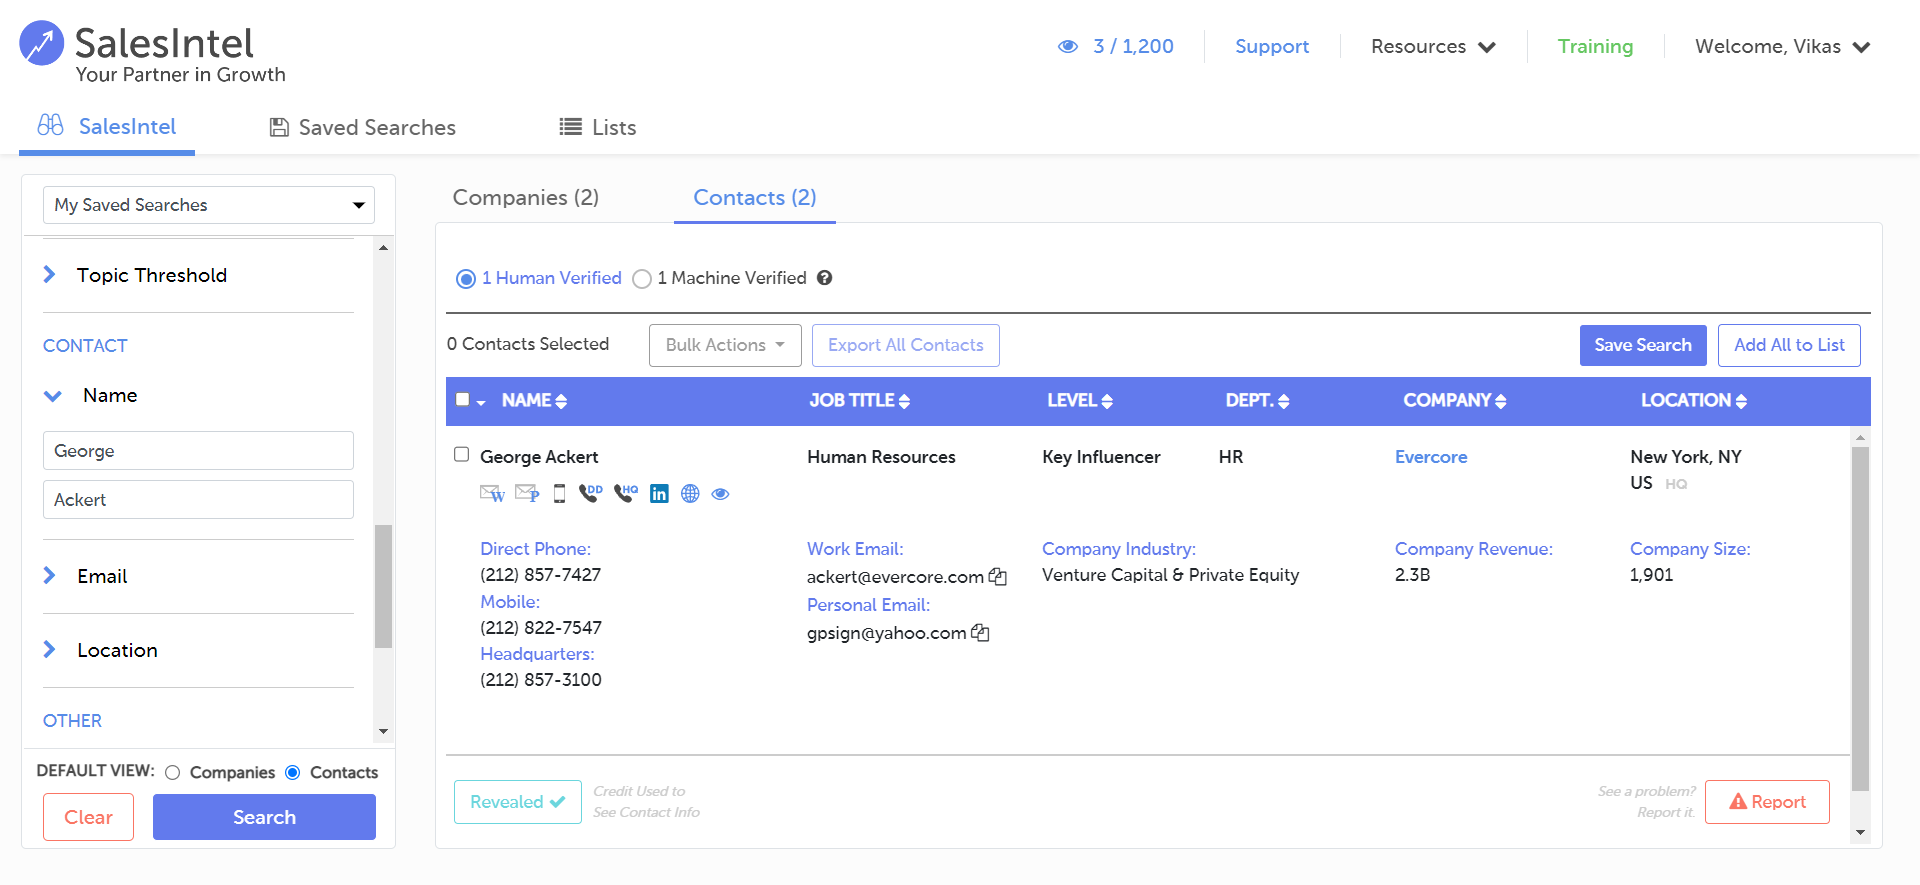 SalesIntel
Your Partner in Growth
3 / 1,200
Support
Resources
Training
Welcome, Vikas
SalesIntel
Saved Searches
Lists
My Saved Searches
Topic Threshold
CONTACT
Name
George
Ackert
Email
Location
OTHER
DEFAULT VIEW: Companies Contacts
Clear
Search
Companies (2)
Contacts (2)
1 Human Verified
1 Machine Verified
0 Contacts Selected
Bulk Actions
Export All Contacts
Save Search
Add All to List
NAME
JOB TITLE
LEVEL
DEPT.
COMPANY
LOCATION
George Ackert
Human Resources
Key Influencer
HR
Evercore
New York, NY
US HQ
W
P
DD
HQ
in
Direct Phone:
(212) 857-7427
Mobile:
(212) 822-7547
Headquarters:
(212) 857-3100
Work Email:
ackert@evercore.com
Personal Email:
gpsign@yahoo.com
Company Industry:
Venture Capital & Private Equity
Company Revenue:
2.3B
Company Size:
1,901
Revealed
Credit Used to
See Contact Info
See a problem?
Report it.
Report